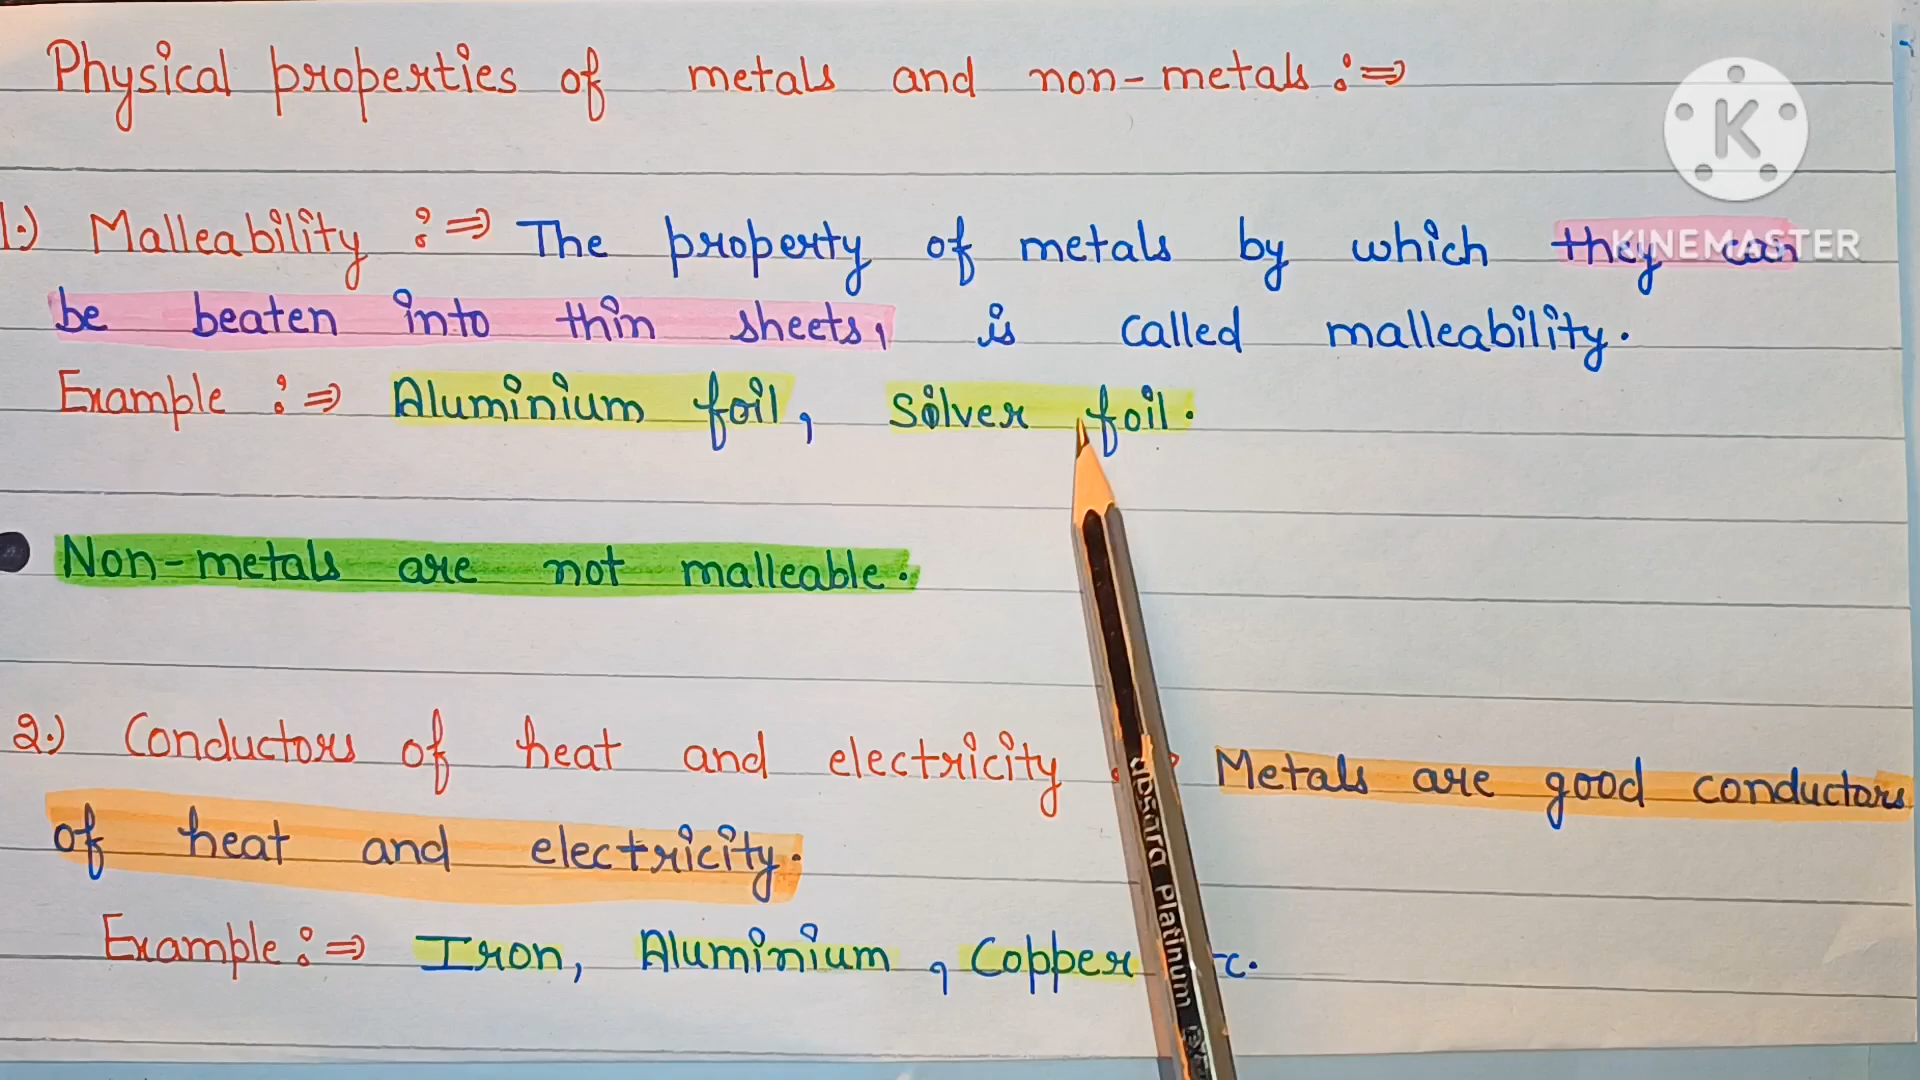 Physical properties of metals and non-metals :⇒
K
KINEMASTER
1.) Malleability :⇒ The property of metals by which they can
be beaten into thin sheets, is called malleability.
Example :⇒ Aluminium foil, Silver foil.
Non-metals are not malleable.
2.) Conductors of heat and electricity Metals are good conductors
of heat and electricity.
Example :⇒ Iron, Aluminium, Copper
Apsara Platinum